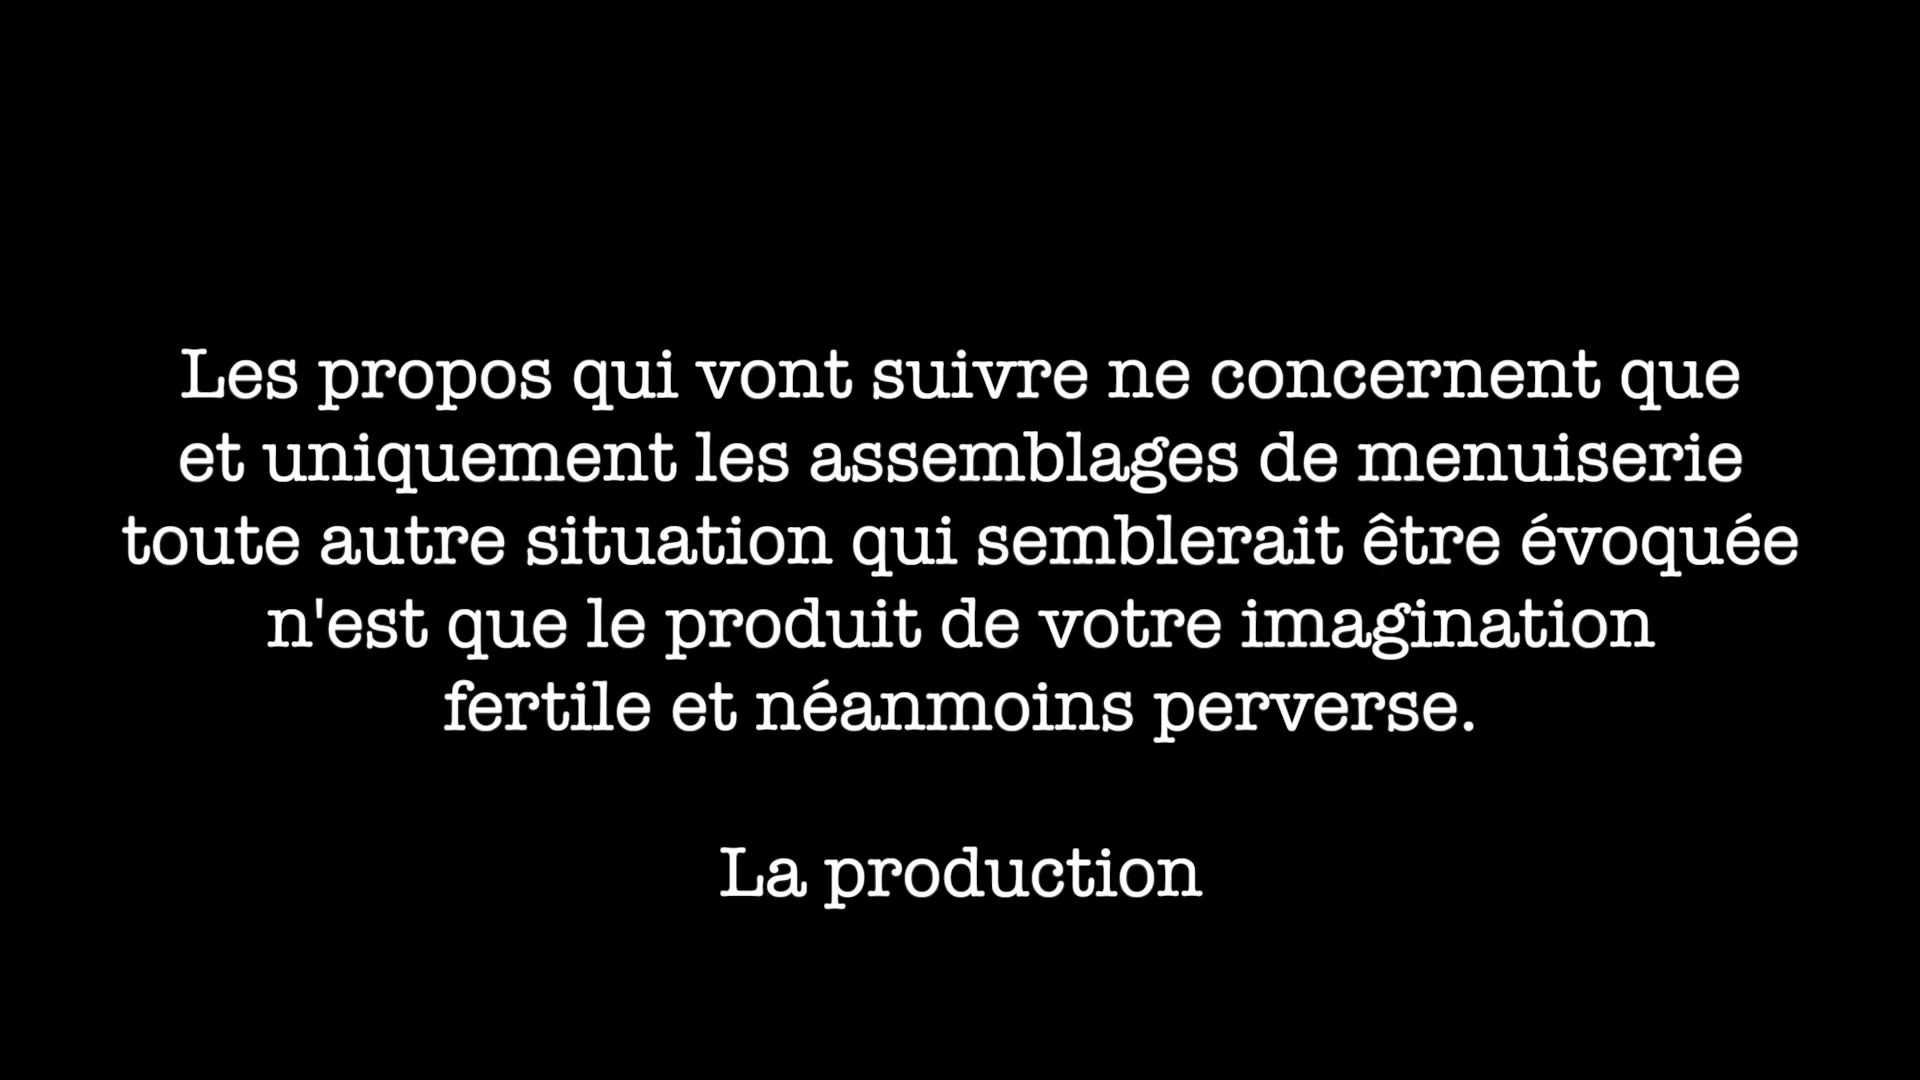 Les propos qui vont suivre ne concernent que
et uniquement les assemblages de menuiserie
toute autre situation qui semblerait être évoquée
n'est que le produit de votre imagination
fertile et néanmoins perverse.
La production